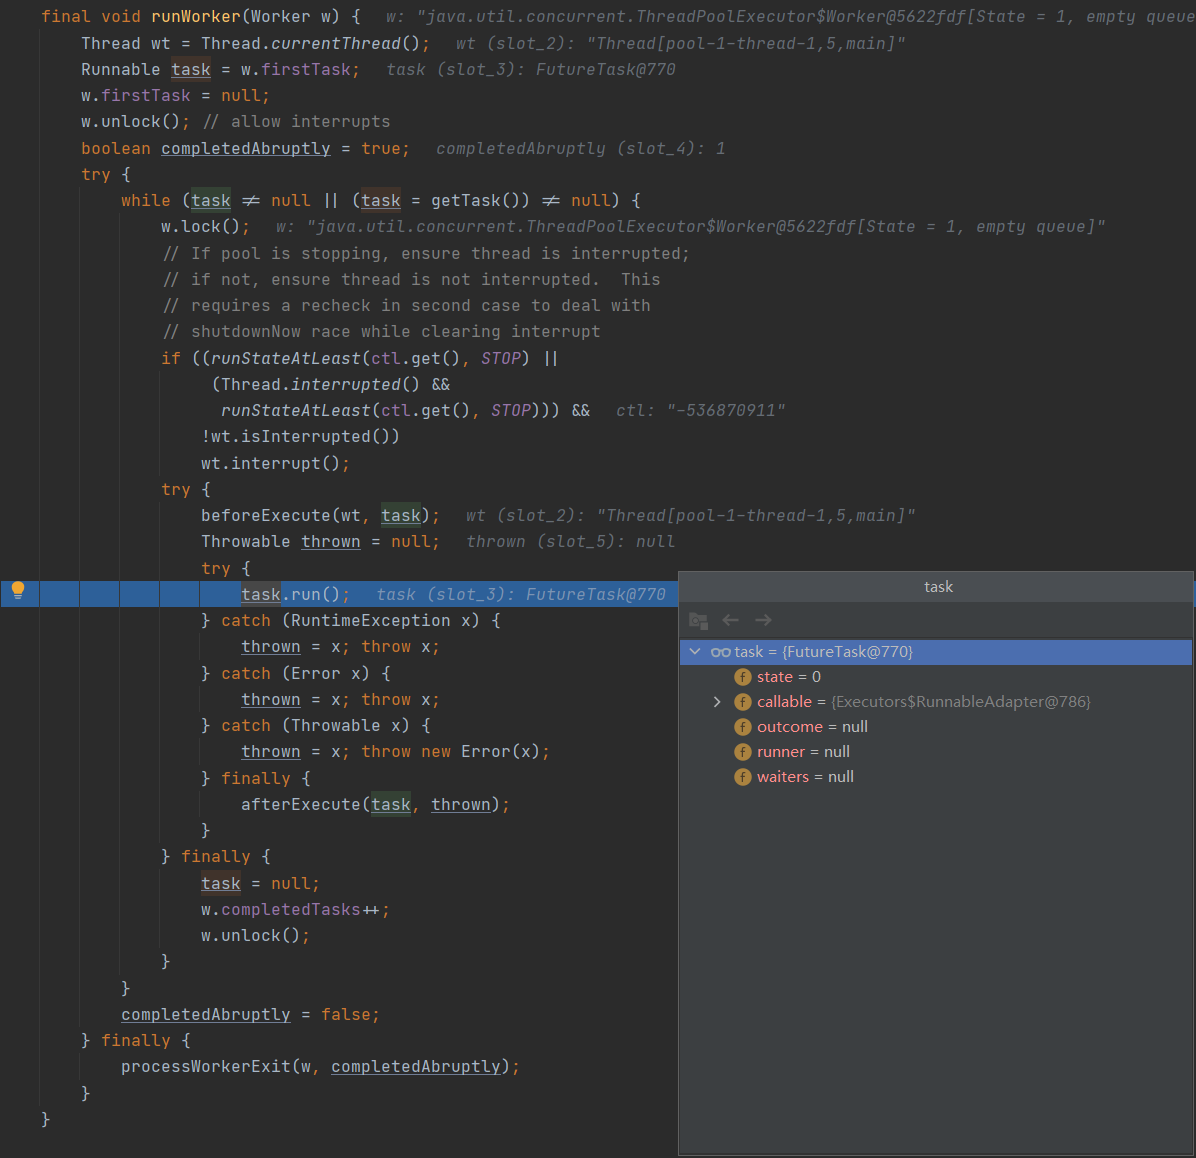 final void runWorker(Worker w) {   w: "java.util.concurrent.ThreadPoolExecutor$Worker@5622fdf[State = 1, empty queue
Thread wt = Thread.currentThread();   wt (slot_2): "Thread[pool-1-thread-1,5,main]"
Runnable task = w.firstTask;   task (slot_3): FutureTask@770
w.firstTask = null;
w.unlock(); // allow interrupts
boolean completedAbruptly = true;   completedAbruptly (slot_4): 1
try {
while (task != null || (task = getTask()) != null) {
w.lock();   w: "java.util.concurrent.ThreadPoolExecutor$Worker@5622fdf[State = 1, empty queue]"
// If pool is stopping, ensure thread is interrupted;
// if not, ensure thread is not interrupted.  This
// requires a recheck in second case to deal with
// shutdownNow race while clearing interrupt
if ((runStateAtLeast(ctl.get(), STOP) ||
(Thread.interrupted() &&
runStateAtLeast(ctl.get(), STOP))) &&   ctl: "-536870911"
!wt.isInterrupted())
wt.interrupt();
try {
beforeExecute(wt, task);   wt (slot_2): "Thread[pool-1-thread-1,5,main]"
Throwable thrown = null;   thrown (slot_5): null
try {
task.run();   task (slot_3): FutureTask@770
} catch (RuntimeException x) {
thrown = x; throw x;
} catch (Error x) {
thrown = x; throw x;
} catch (Throwable x) {
thrown = x; throw new Error(x);
} finally {
afterExecute(task, thrown);
}
} finally {
task = null;
w.completedTasks++;
w.unlock();
}
}
completedAbruptly = false;
} finally {
processWorkerExit(w, completedAbruptly);
}
}
task
task = {FutureTask@770}
f state = 0
f callable = {Executors$RunnableAdapter@786}
f outcome = null
f runner = null
f waiters = null